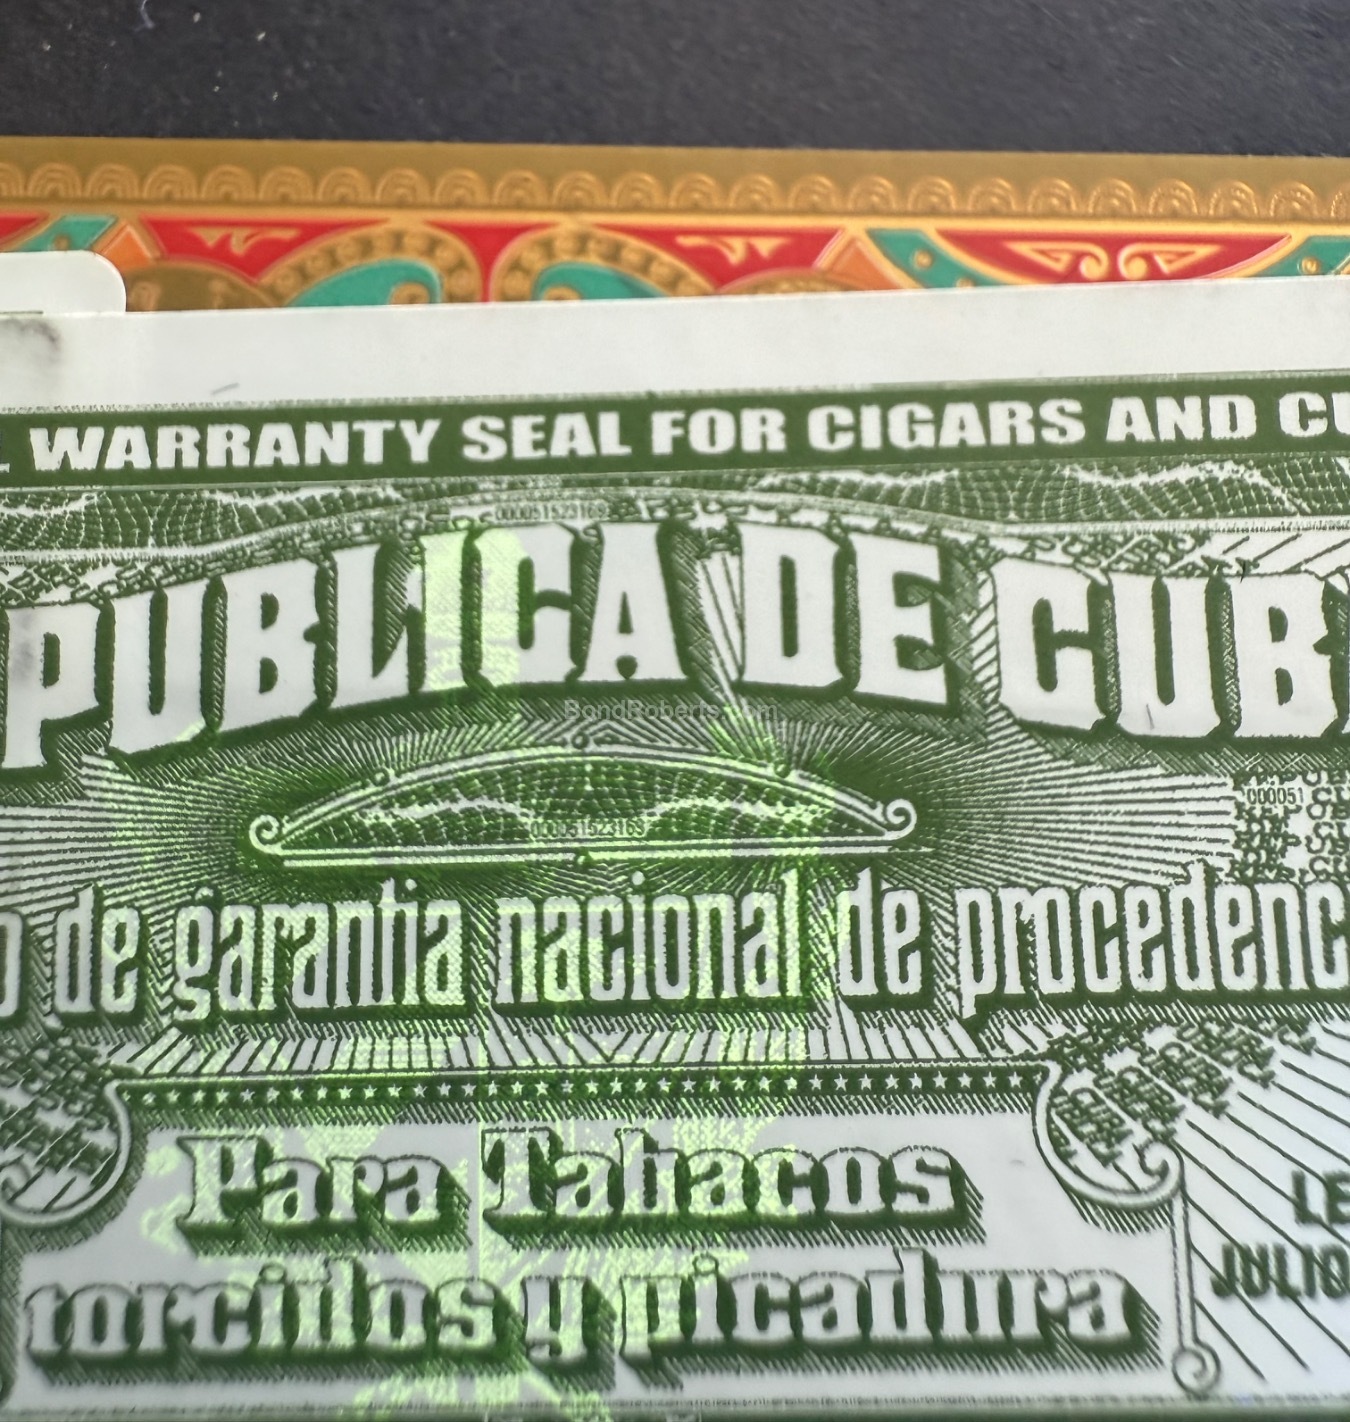 WARRANTY SEAL FOR CIGARS AND CU
000051523169
PUBLICA DE CUB
BondRoberts.com
000051523169
000051
de garantia nacional de procedenc
Para Tabacos
torcidos y picadura
LE
JULIO